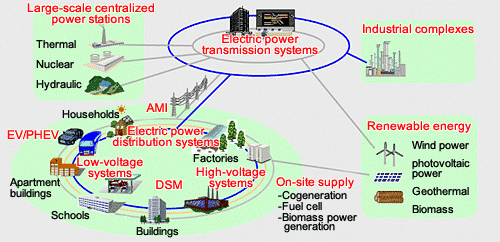 Large-scale centralized
power stations
Thermal
Nuclear
Hydraulic
Electric power
transmission systems
Industrial complexes
AMI
Households
EV/PHEV
Electric power
distribution systems
Low-voltage
systems
Factories
High-voltage
systems
DSM
Apartment
buildings
Schools
Buildings
On-site supply
-Cogeneration
-Fuel cell
-Biomass power
generation
Renewable energy
Wind power
photovoltaic
power
Geothermal
Biomass